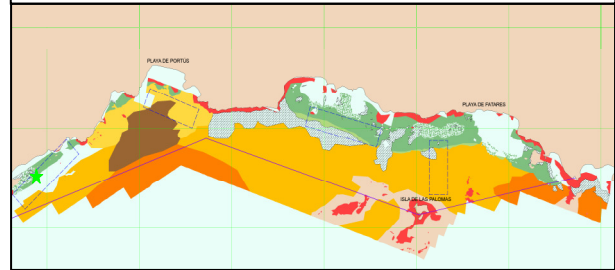 PLAYA DE PORTÚS
PLAYA DE FATARES
ISLA DE LAS PALOMAS